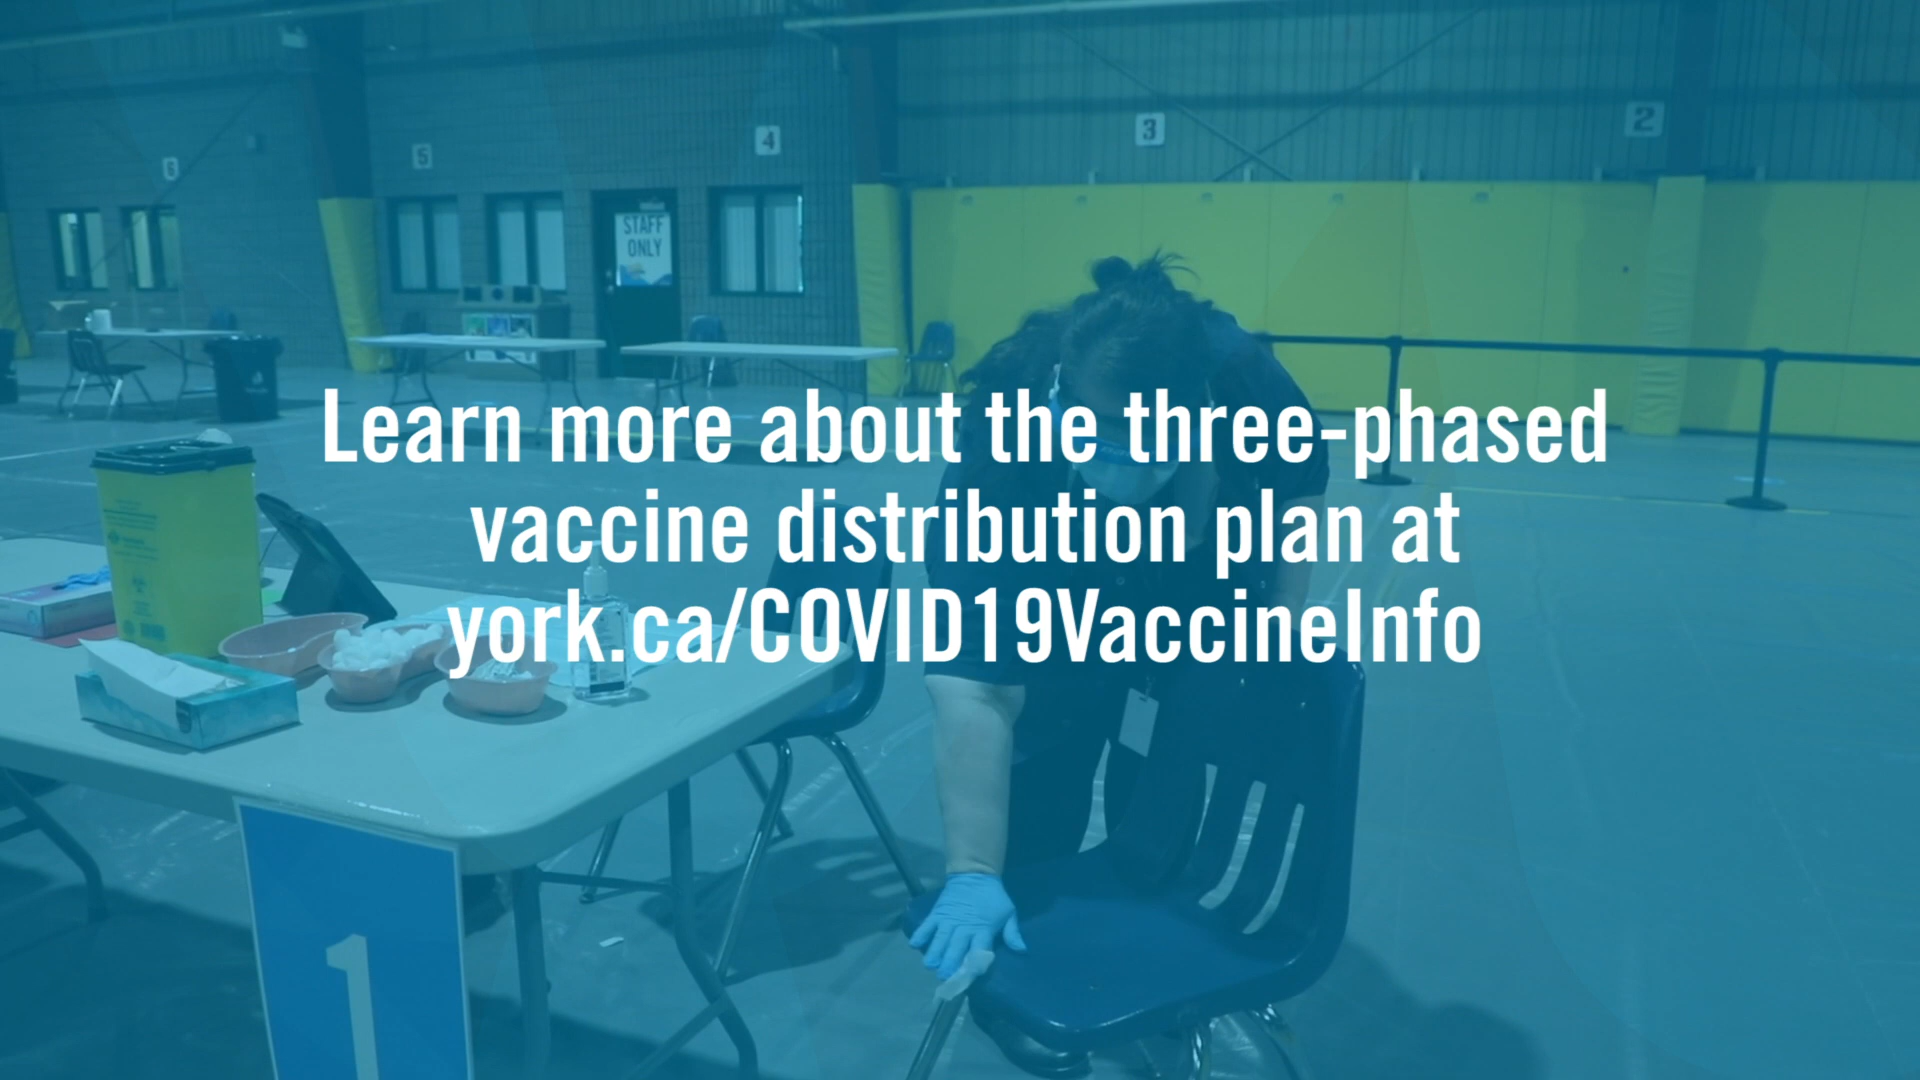 6
5
4
3
2
STAFF
ONLY
Learn more about the three-phased
vaccine distribution plan at
york.ca/COVID19VaccineInfo
1